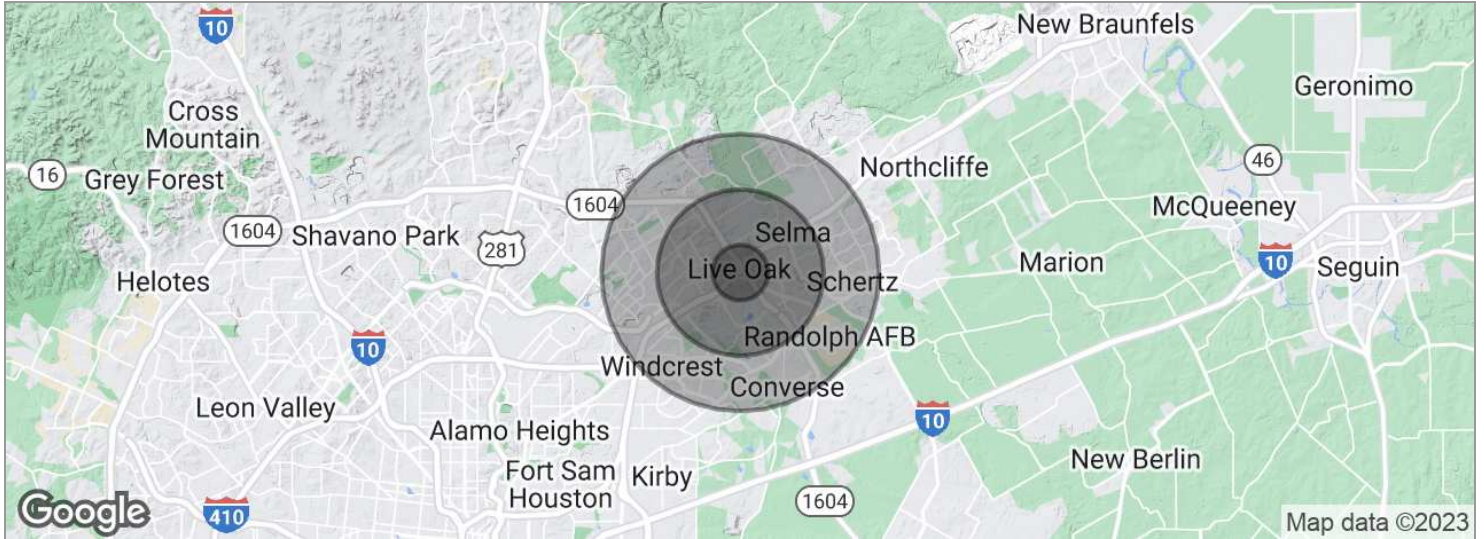 10
New Braunfels
Geronimo
Cross
Mountain
16
Grey Forest
Northcliffe
46
1604
McQueeney
1604
Shavano Park
281
Selma
Live Oak
Schertz
Marion
10
Seguin
Helotes
10
Randolph AFB
Windcrest
Converse
Leon Valley
10
Alamo Heights
New Berlin
Fort Sam
Houston
Kirby
1604
Google
410
Map data ©2023